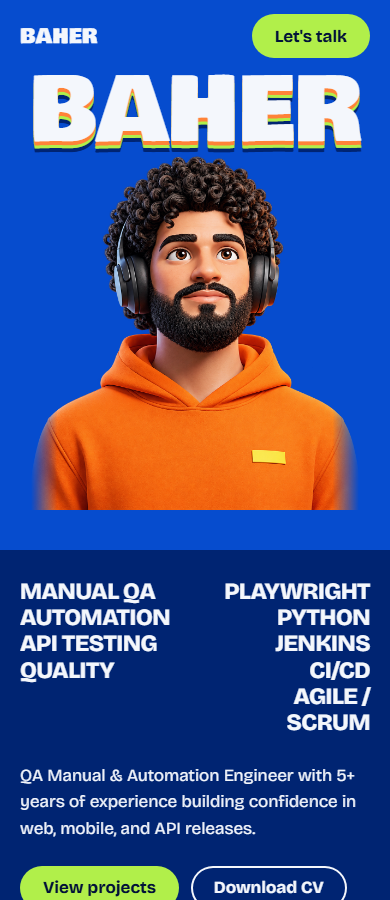 BAHER
Let's talk
BAHER
MANUAL QA
AUTOMATION
API TESTING
QUALITY
PLAYWRIGHT
PYTHON
JENKINS
CI/CD
AGILE /
SCRUM
QA Manual & Automation Engineer with 5+
years of experience building confidence in
web, mobile, and API releases.
View projects
Download CV